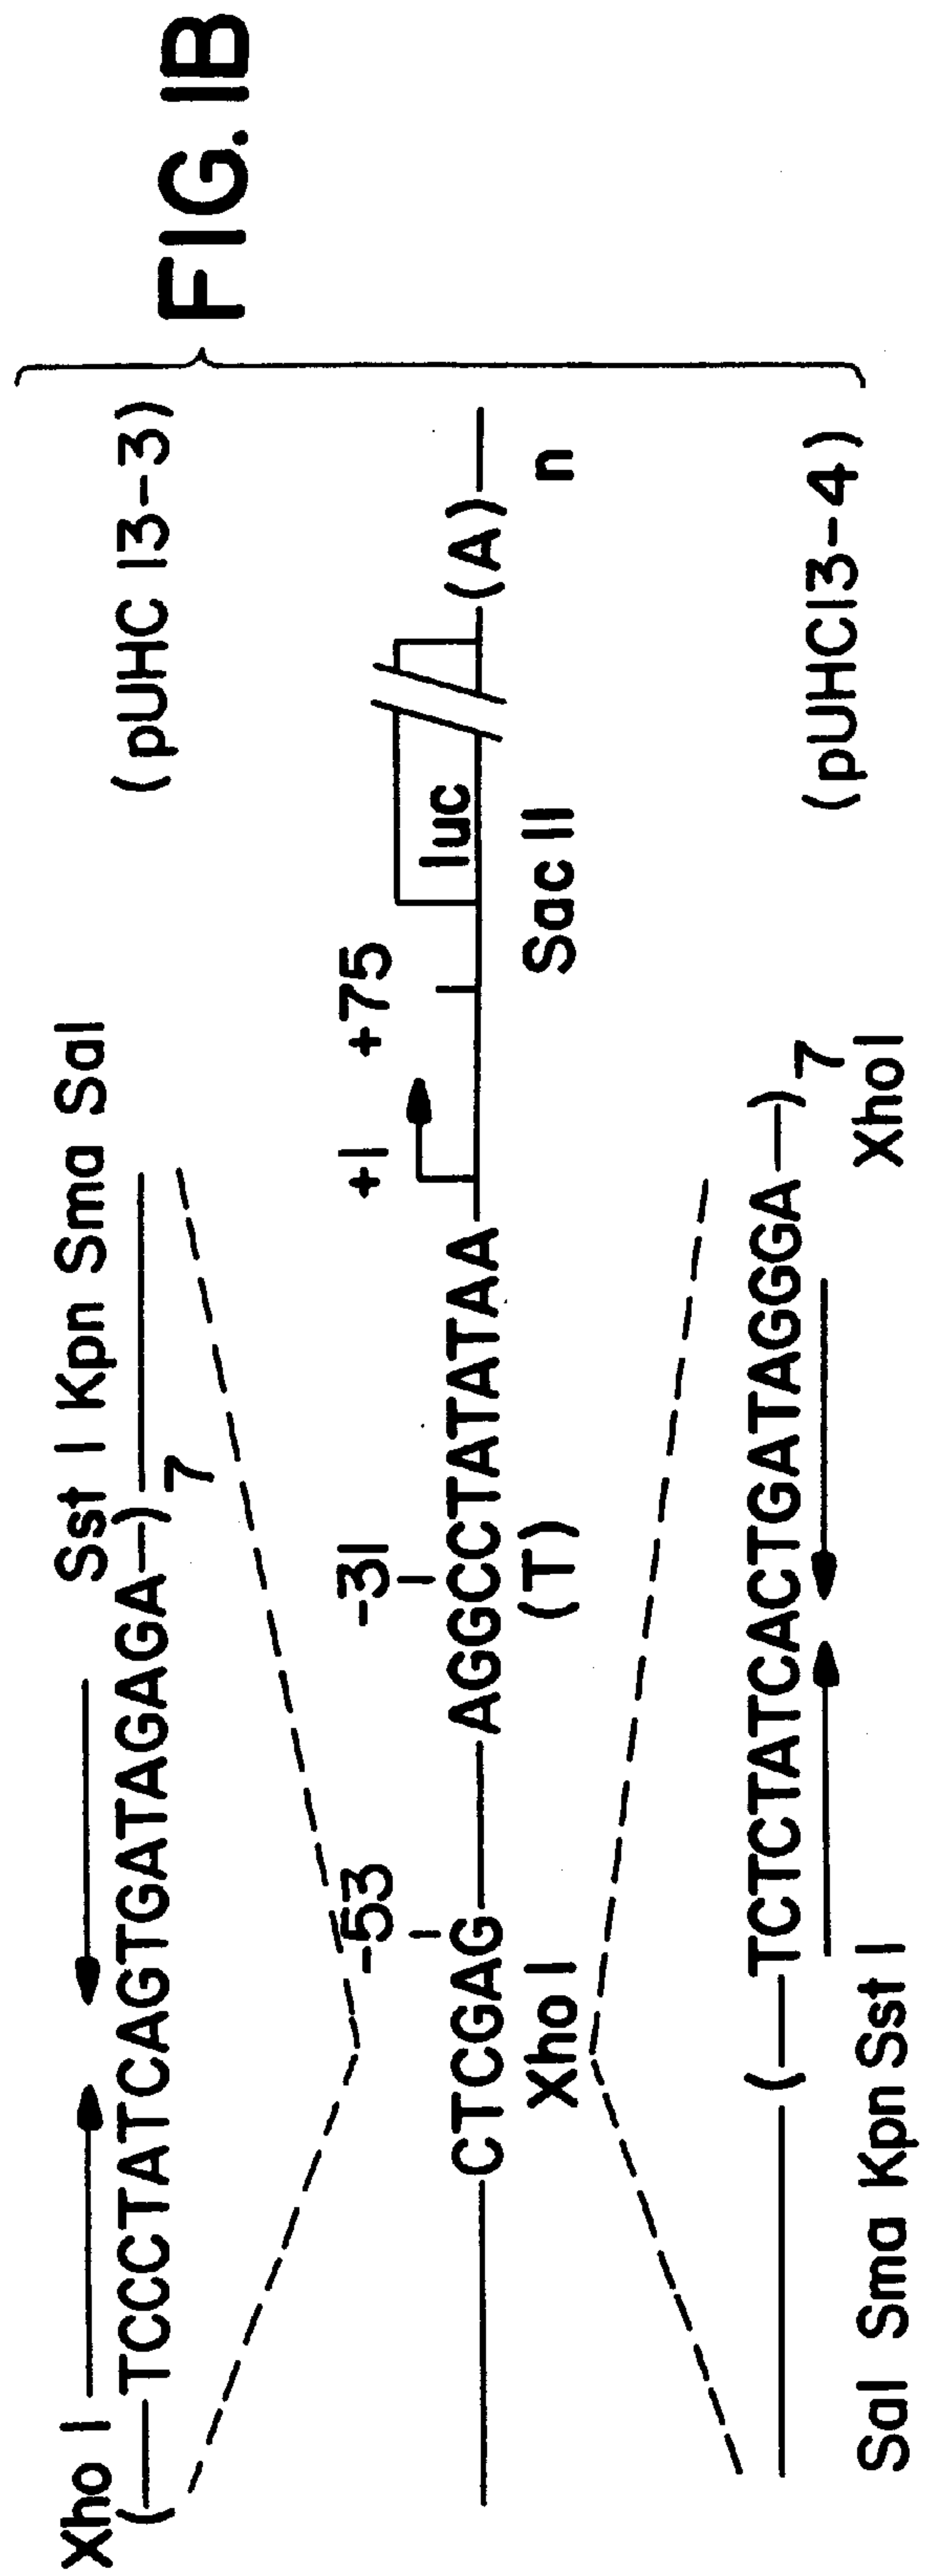 FIG. 1B
Xho I Sst I Kpn Sma Sal
(—TCCCTATCAGTGATAGAGA—)7 (pUHC 13-3)
-53 -31 +1 +75
CTCGAG AGGCCTATATAA luc (A)n
Xho I (T) Sac II
(—TCTCTATCACTGATAGGGA—)7 (pUHC13-4)
Sal Sma Kpn Sst I Xho I